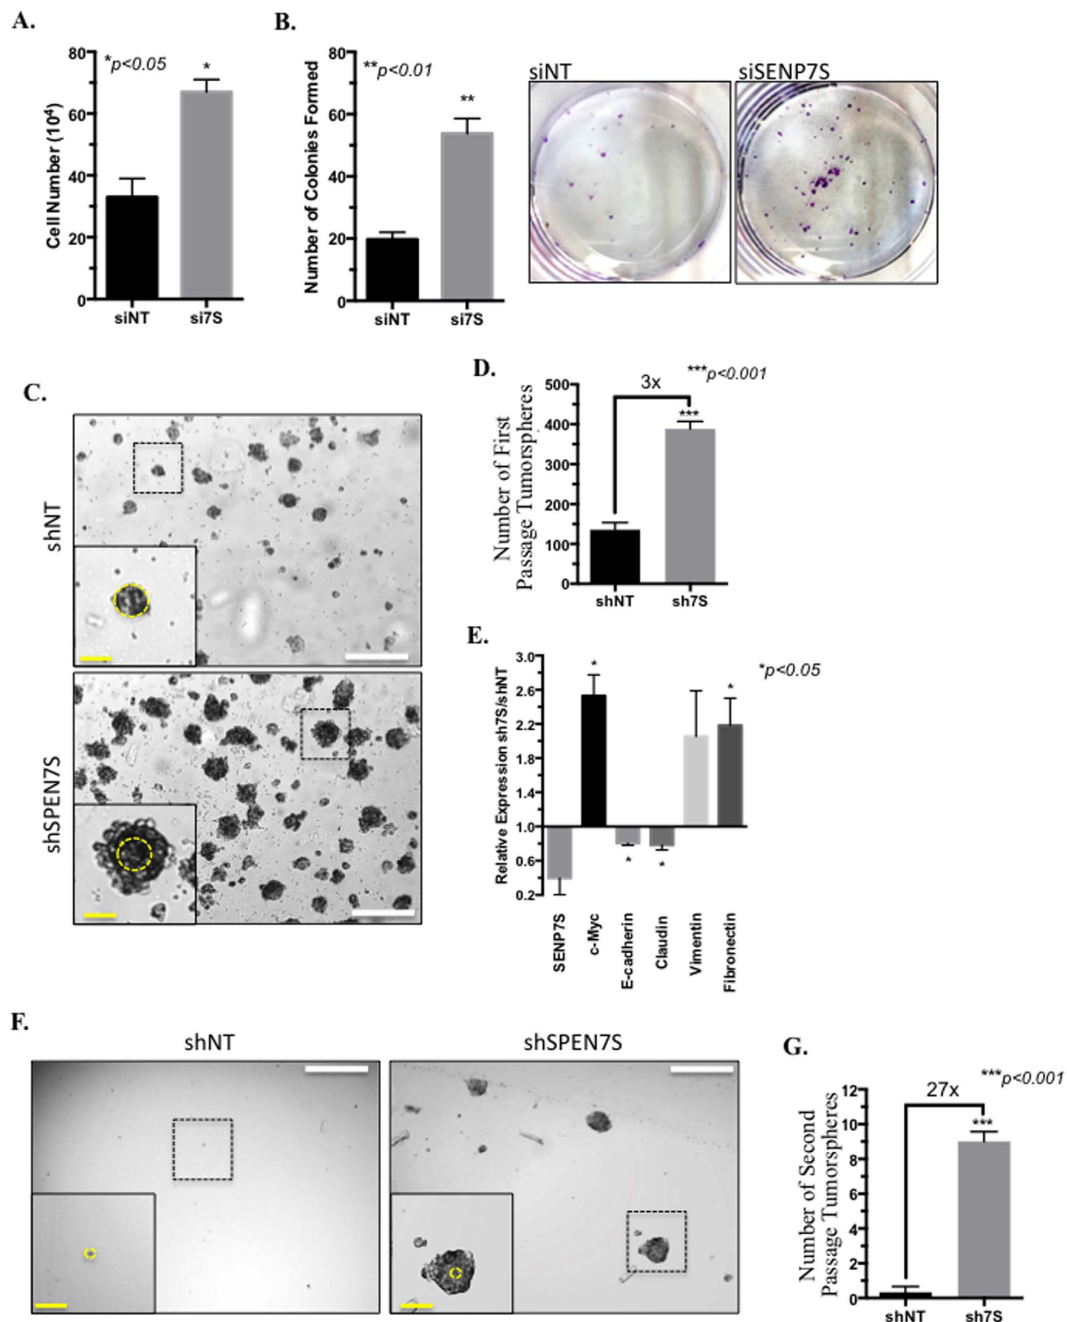 A.
*p<0.05
*
Cell Number (10⁴)
80
60
40
20
0
siNT
si7S
B.
**p<0.01
**
Number of Colonies Formed
80
60
40
20
0
siNT
si7S
siNT
siSENP7S
C.
shNT
shSPEN7S
D.
***p<0.001
3x
***
Number of First
Passage Tumorspheres
500
400
300
200
100
0
shNT
sh7S
E.
*p<0.05
Relative Expression sh7S/shNT
3.0
2.6
2.2
1.8
1.4
1.0
0.6
0.2
*
*
*
*
SENP7S
c-Myc
E-cadherin
Claudin
Vimentin
Fibronectin
F.
shNT
shSPEN7S
G.
***p<0.001
27x
***
Number of Second
Passage Tumorspheres
12
10
8
6
4
2
0
shNT
sh7S